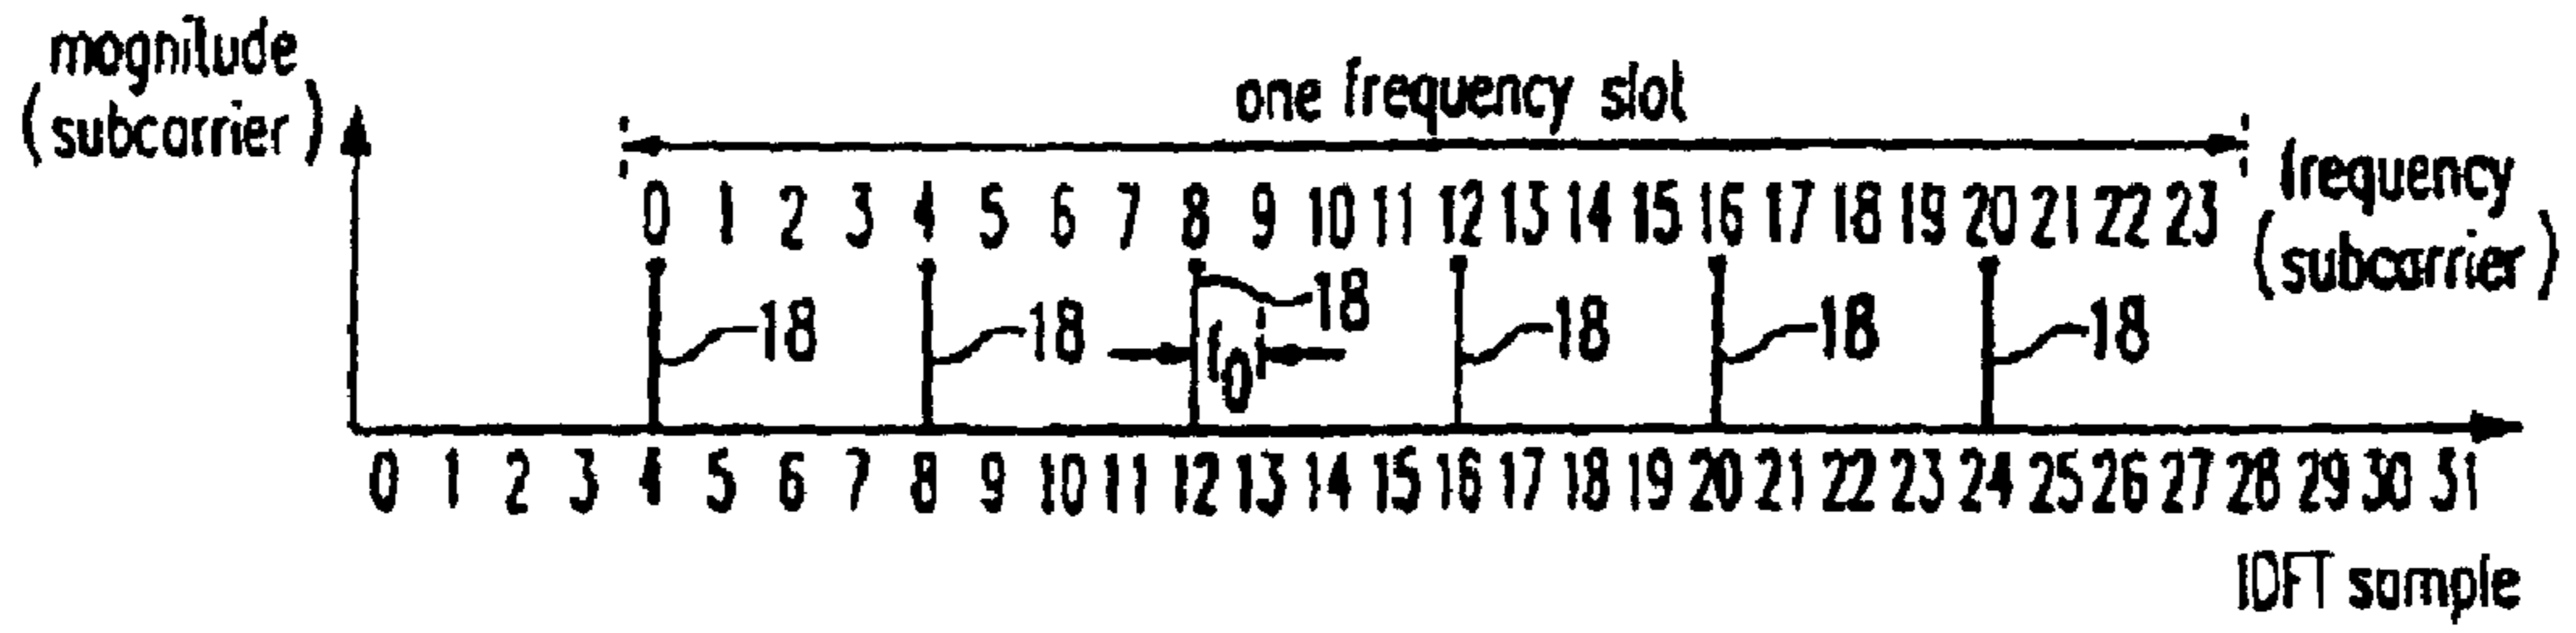 magnitude
(subcarrier)
one frequency slot
frequency
(subcarrier)
0 1 2 3 4 5 6 7 8 9 10 11 12 13 14 15 16 17 18 19 20 21 22 23
18 18 18 18 18 18
f0
0 1 2 3 4 5 6 7 8 9 10 11 12 13 14 15 16 17 18 19 20 21 22 23 24 25 26 27 28 29 30 31
IDFT sample